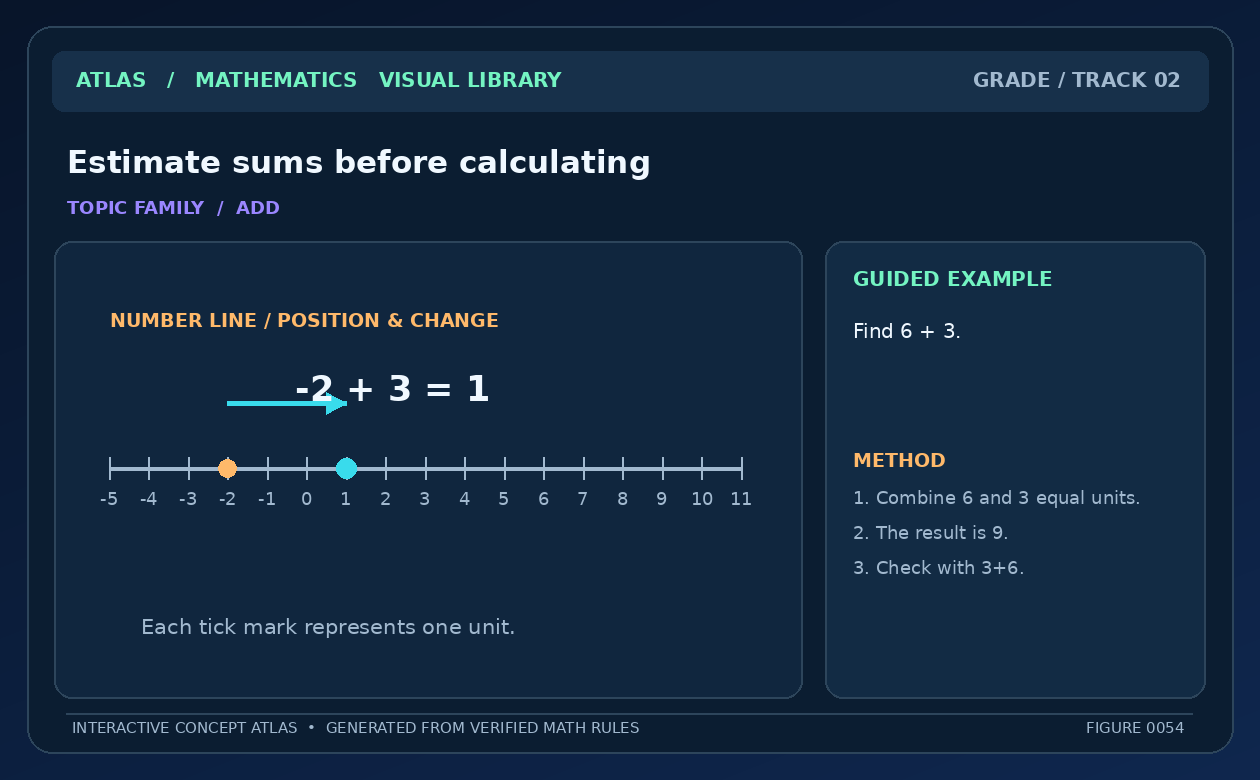 ATLAS / MATHEMATICS VISUAL LIBRARY
GRADE / TRACK 02
Estimate sums before calculating
TOPIC FAMILY / ADD
NUMBER LINE / POSITION & CHANGE
-2 + 3 = 1
-5 -4 -3 -2 -1 0 1 2 3 4 5 6 7 8 9 10 11
Each tick mark represents one unit.
GUIDED EXAMPLE
Find 6 + 3.
METHOD
1. Combine 6 and 3 equal units.
2. The result is 9.
3. Check with 3+6.
INTERACTIVE CONCEPT ATLAS • GENERATED FROM VERIFIED MATH RULES
FIGURE 0054